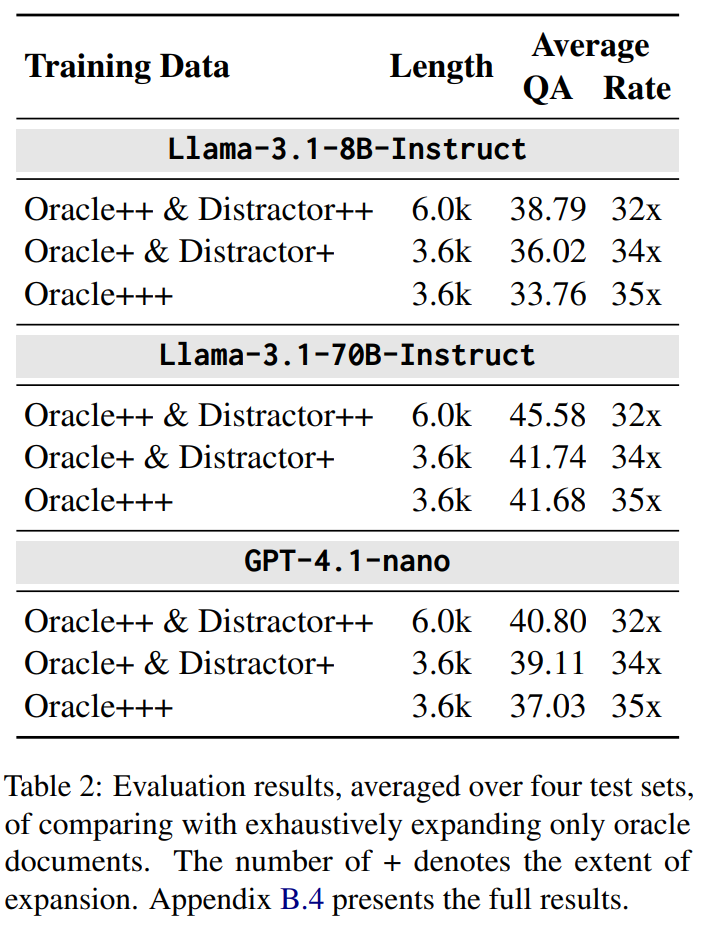 Training Data Length Average
QA Rate
Llama-3.1-8B-Instruct
Oracle++ & Distractor++ 6.0k 38.79 32x
Oracle+ & Distractor+ 3.6k 36.02 34x
Oracle+++ 3.6k 33.76 35x
Llama-3.1-70B-Instruct
Oracle++ & Distractor++ 6.0k 45.58 32x
Oracle+ & Distractor+ 3.6k 41.74 34x
Oracle+++ 3.6k 41.68 35x
GPT-4.1-nano
Oracle++ & Distractor++ 6.0k 40.80 32x
Oracle+ & Distractor+ 3.6k 39.11 34x
Oracle+++ 3.6k 37.03 35x
Table 2: Evaluation results, averaged over four test sets,
of comparing with exhaustively expanding only oracle
documents. The number of + denotes the extent of
expansion. Appendix B.4 presents the full results.